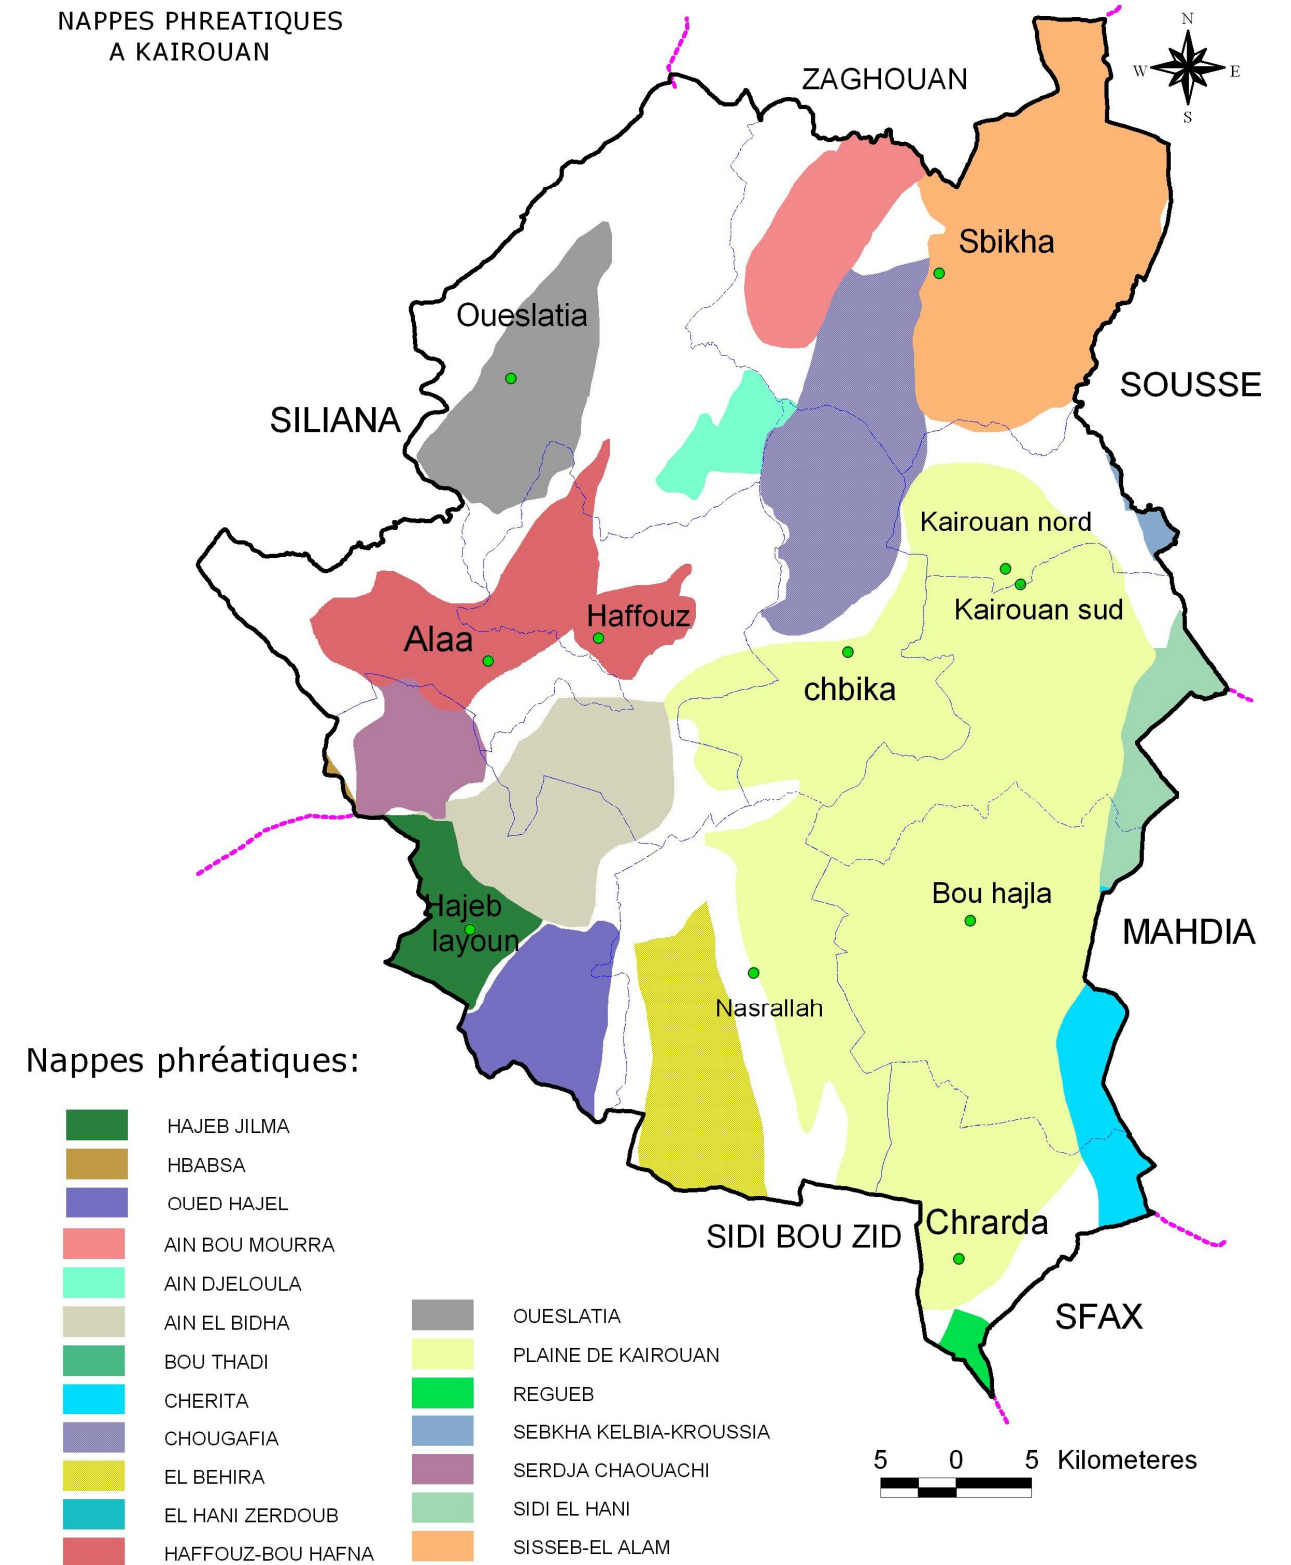 NAPPES PHREATIQUES
A KAIROUAN
N
W
E
S
ZAGHOUAN
Sbikha
Oueslatia
SOUSSE
SILIANA
Kairouan nord
Kairouan sud
Haffouz
Alaa
chbika
Bou hajla
Hajeb
layoun
MAHDIA
Nasrallah
Chrarda
SIDI BOU ZID
SFAX
Nappes phréatiques:
HAJEB JILMA
HBABSA
OUED HAJEL
AIN BOU MOURRA
AIN DJELOULA
AIN EL BIDHA
BOU THADI
CHERITA
CHOUGAFIA
EL BEHIRA
EL HANI ZERDOUB
HAFFOUZ-BOU HAFNA
OUESLATIA
PLAINE DE KAIROUAN
REGUEB
SEBKHA KELBIA-KROUSSIA
SERDJA CHAOUACHI
SIDI EL HANI
SISSEB-EL ALAM
5 0 5 Kilometeres